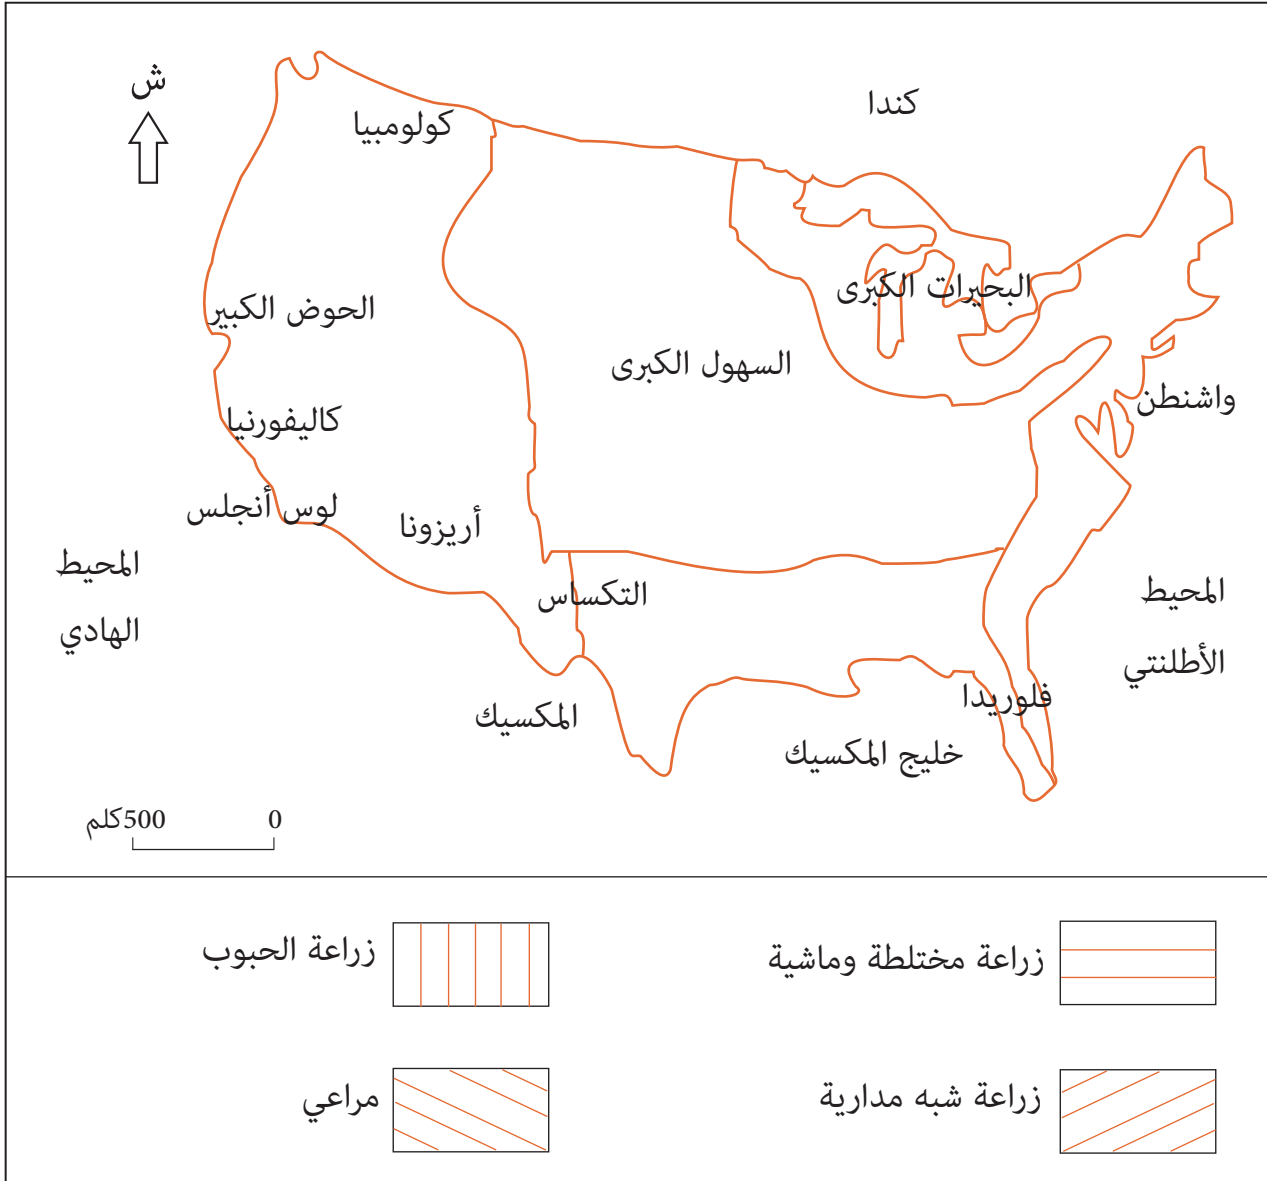 ش
كندا
كولومبيا
البحيرات الكبرى
الحوض الكبير
السهول الكبرى
واشنطن
كاليفورنيا
لوس أنجلس
أريزونا
المحيط
الهادي
التكساس
المحيط
الأطلنتي
فلوريدا
المكسيك
خليج المكسيك
0 500كلم
زراعة مختلطة وماشية
زراعة الحبوب
زراعة شبه مدارية
مراعي